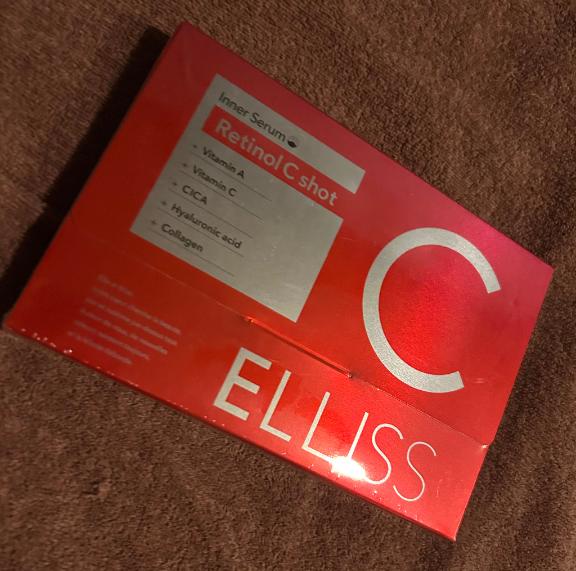 Inner Serum
Retinol C shot
+ Vitamin A
+ Vitamin C
+ CICA
+ Hyaluronic acid
+ Collagen
C
ELLISS